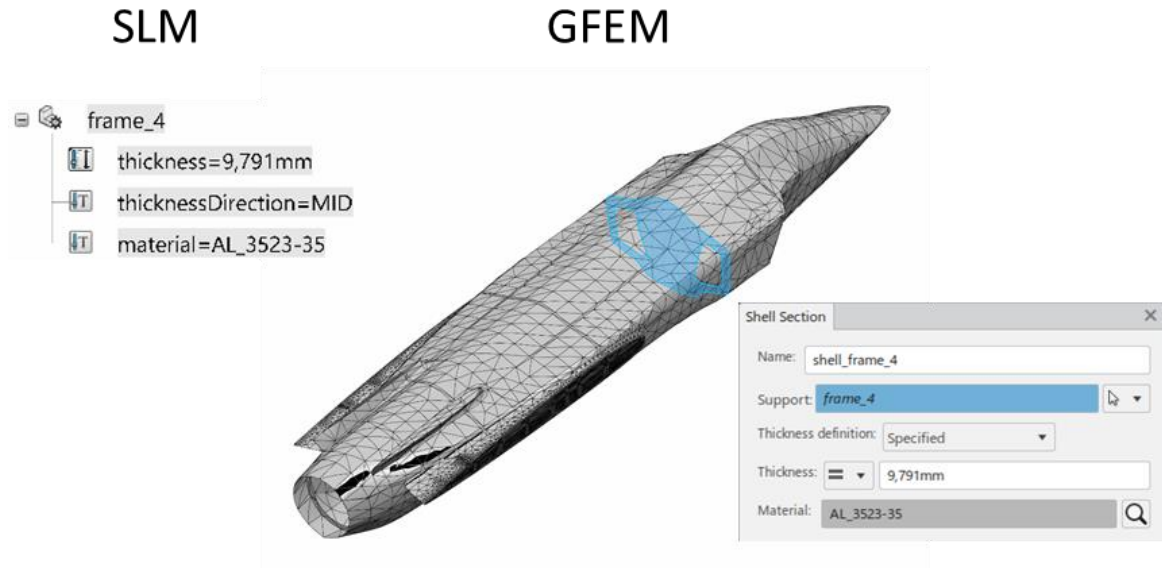 SLM
GFEM
frame_4
thickness=9,791mm
thicknessDirection=MID
material=AL_3523-35
Shell Section
Name: shell_frame_4
Support: frame_4
Thickness definition: Specified
Thickness: = 9,791mm
Material: AL_3523-35